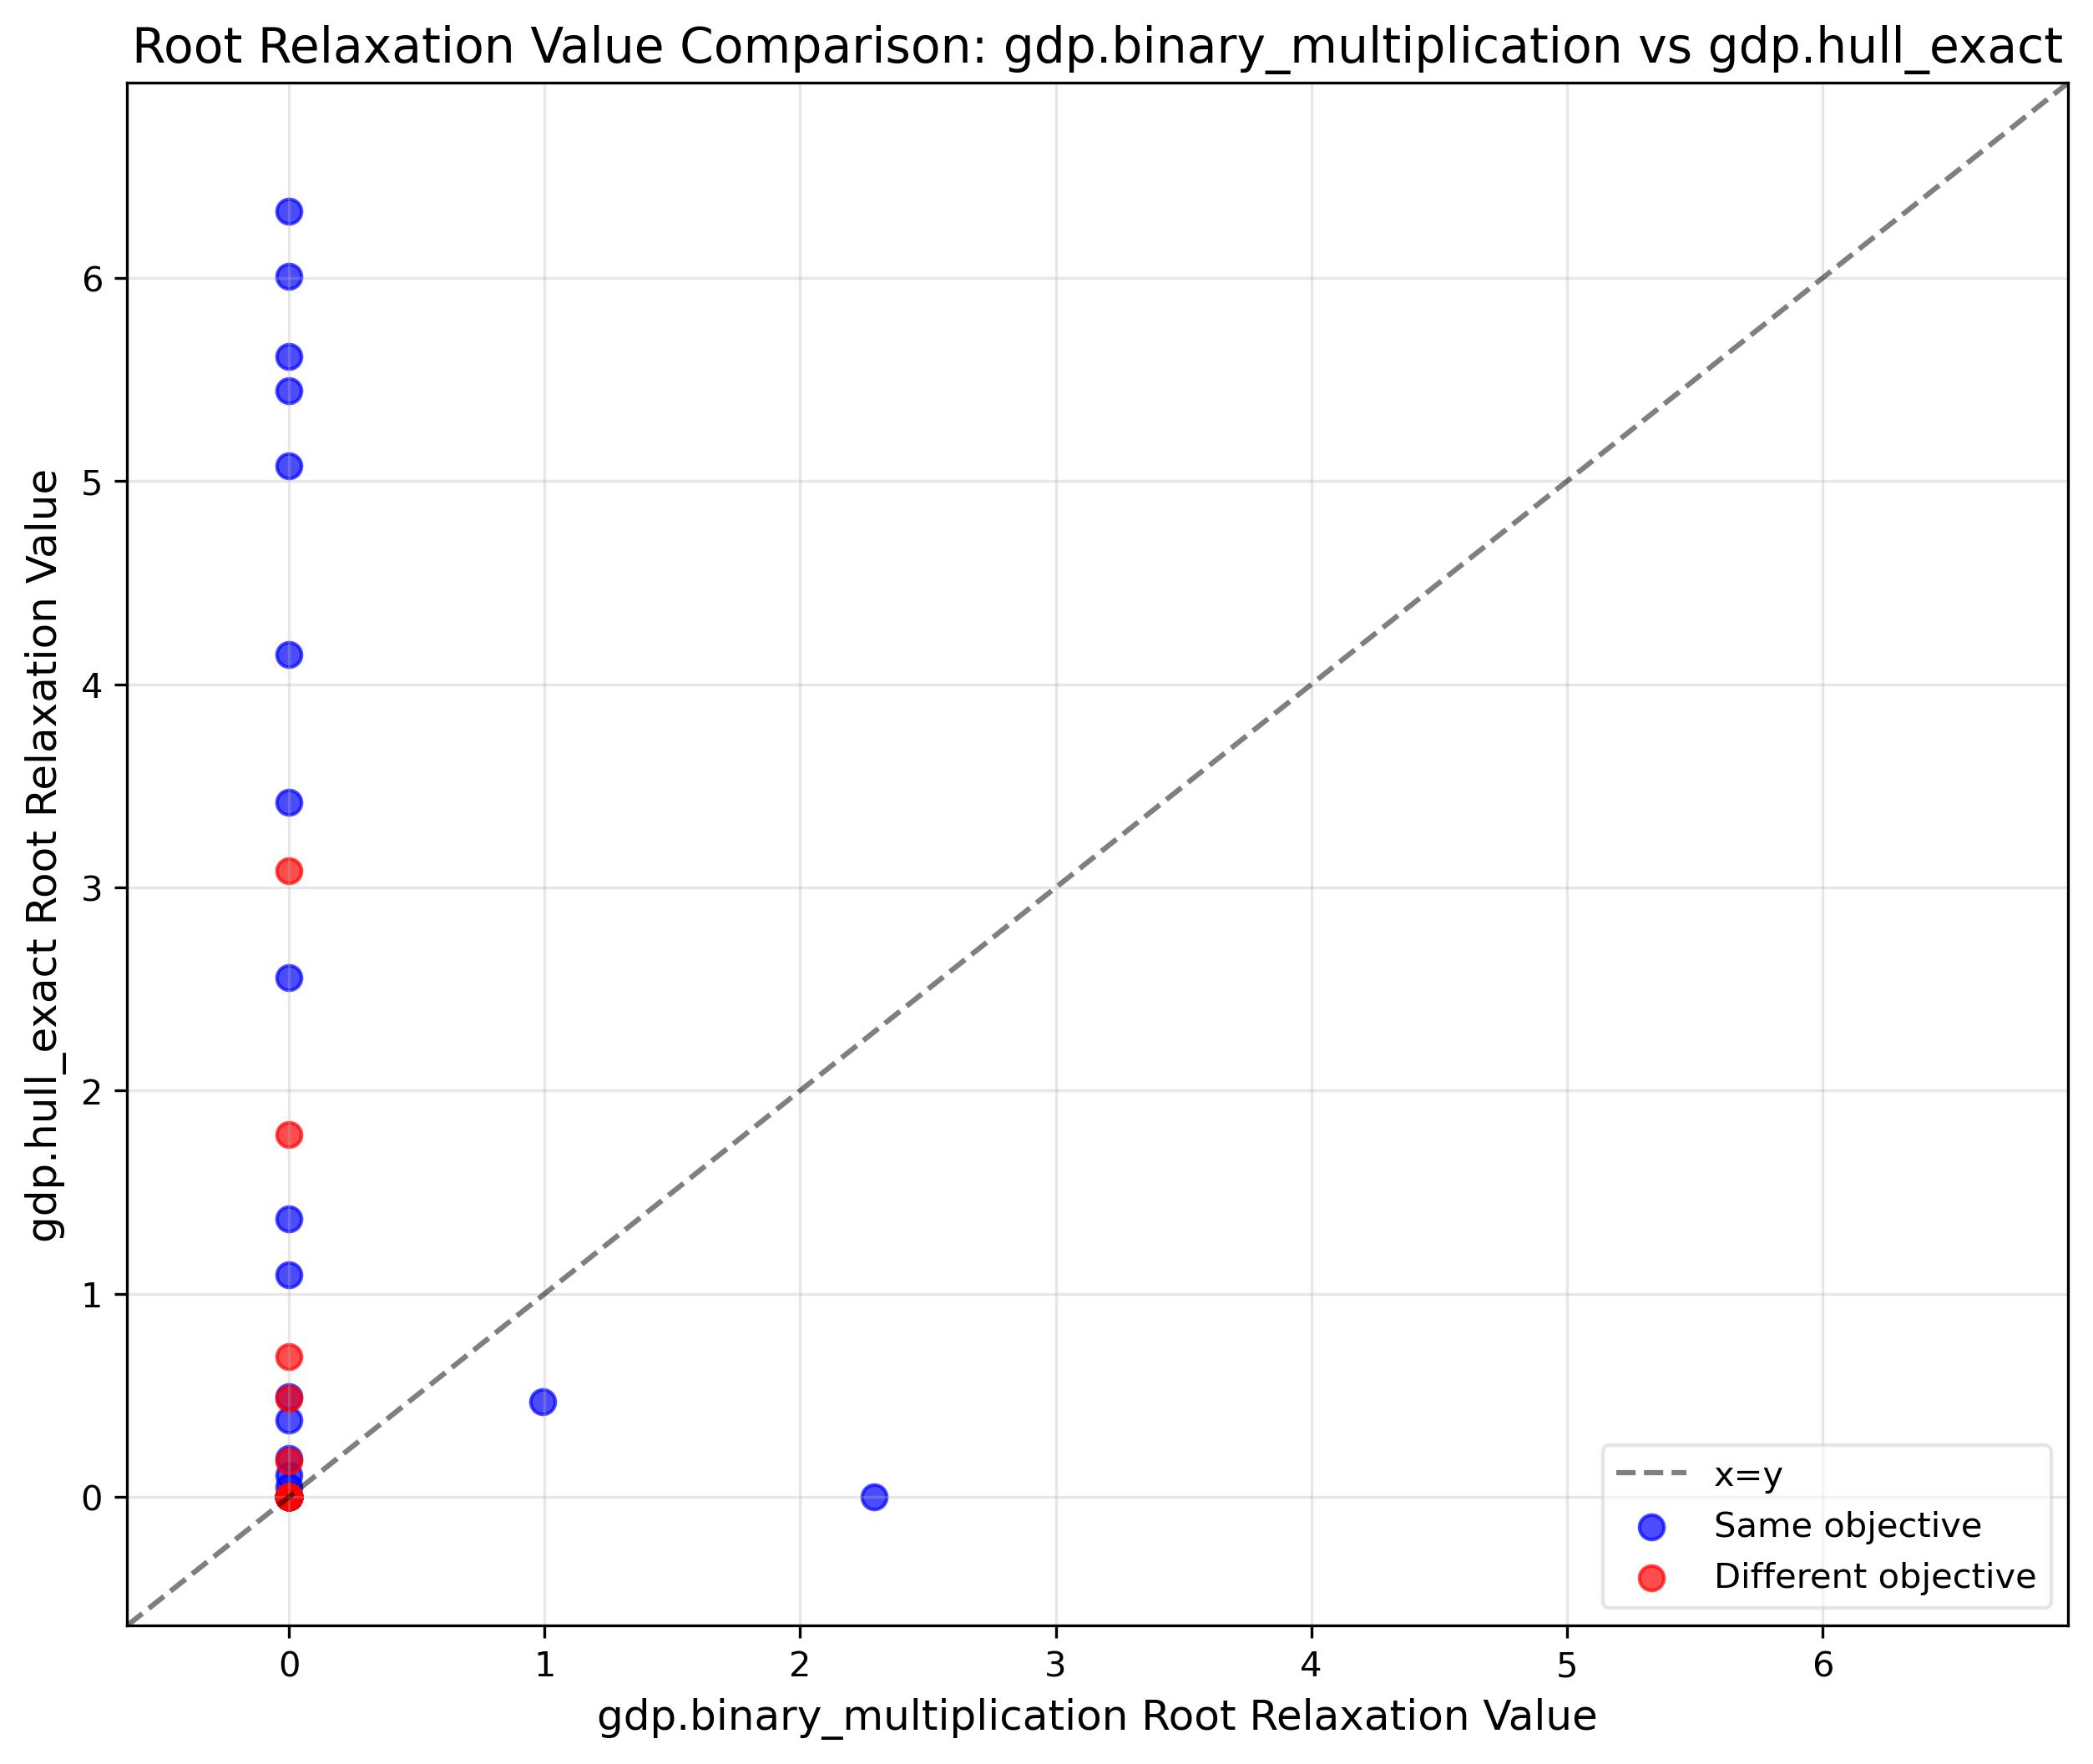 Root Relaxation Value Comparison: gdp.binary_multiplication vs gdp.hull_exact
gdp.hull_exact Root Relaxation Value
6
5
4
3
2
1
0
0 1 2 3 4 5 6
gdp.binary_multiplication Root Relaxation Value
x=y
Same objective
Different objective